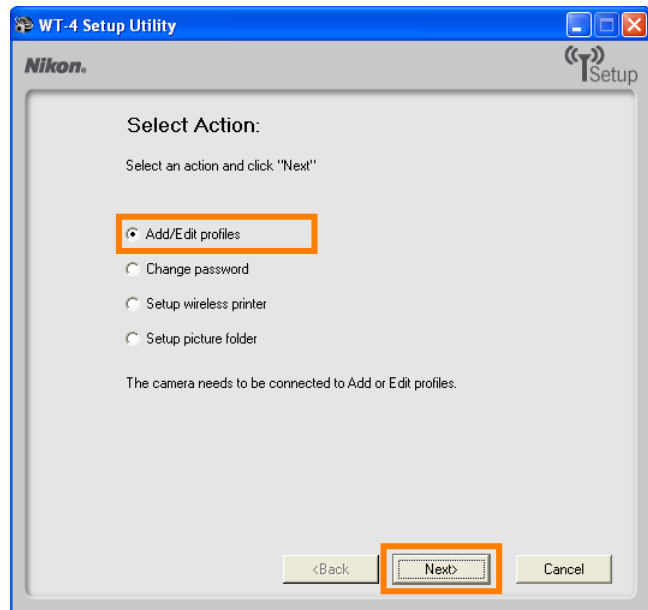 WT-4 Setup Utility
Nikon®
Setup
Select Action:
Select an action and click "Next"
Add/Edit profiles
Change password
Setup wireless printer
Setup picture folder
The camera needs to be connected to Add or Edit profiles.
<Back Next> Cancel